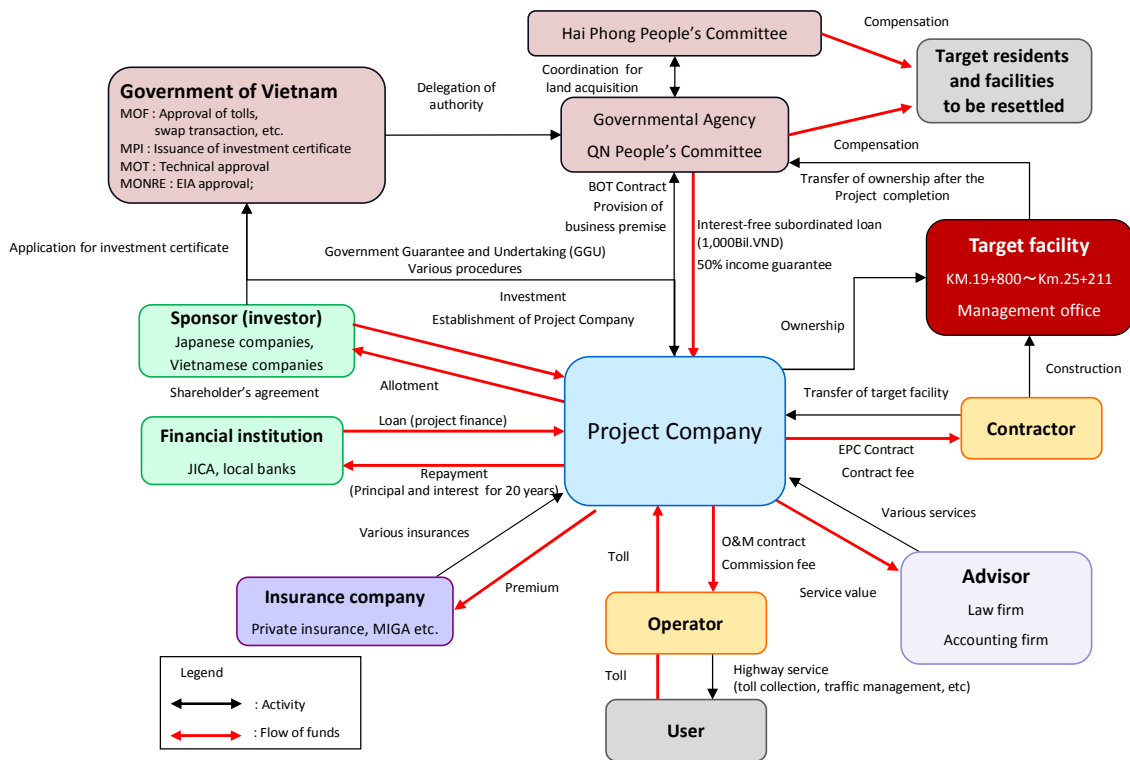 Hai Phong People's Committee
Compensation
Target residents
and facilities
to be resettled
Government of Vietnam
MOF : Approval of tolls,
swap transaction, etc.
MPI : Issuance of investment certificate
MOT : Technical approval
MONRE : EIA approval;
Delegation of
authority
Coordination for
land acquisition
Governmental Agency
QN People's Committee
Compensation
Transfer of ownership after the
Project completion
BOT Contract
Provision of
business premise
Interest-free subordinated loan
(1,000Bil.VND)
50% income guarantee
Application for investment certificate
Government Guarantee and Undertaking (GGU)
Various procedures
Target facility
KM.19+800～Km.25+211
Management office
Investment
Establishment of Project Company
Sponsor (investor)
Japanese companies,
Vietnamese companies
Ownership
Shareholder's agreement
Allotment
Construction
Transfer of target facility
Loan (project finance)
Financial institution
JICA, local banks
Project Company
Contractor
EPC Contract
Contract fee
Repayment
(Principal and interest for 20 years)
Various insurances
Various services
Toll
O&M contract
Commission fee
Premium
Service value
Insurance company
Private insurance, MIGA etc.
Operator
Advisor
Law firm
Accounting firm
Legend
: Activity
: Flow of funds
Toll
Highway service
(toll collection, traffic management, etc)
User